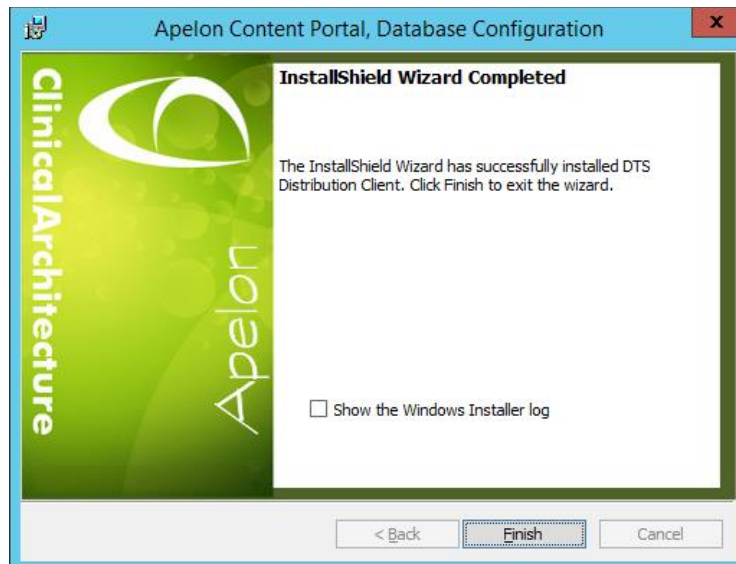 Apelon Content Portal, Database Configuration
x
ClinicalArchitecture
Apelon
InstallShield Wizard Completed
The InstallShield Wizard has successfully installed DTS
Distribution Client. Click Finish to exit the wizard.
Show the Windows Installer log
< Back
Finish
Cancel